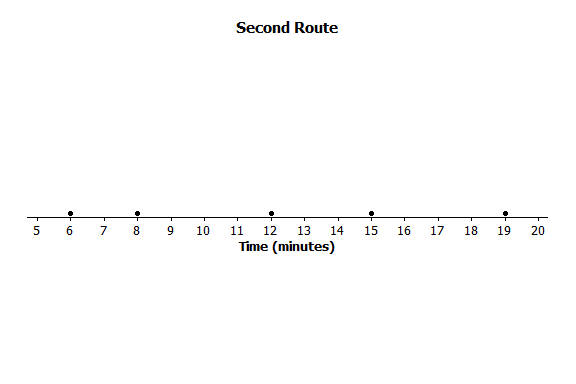 Second Route
5 6 7 8 9 10 11 12 13 14 15 16 17 18 19 20
Time (minutes)